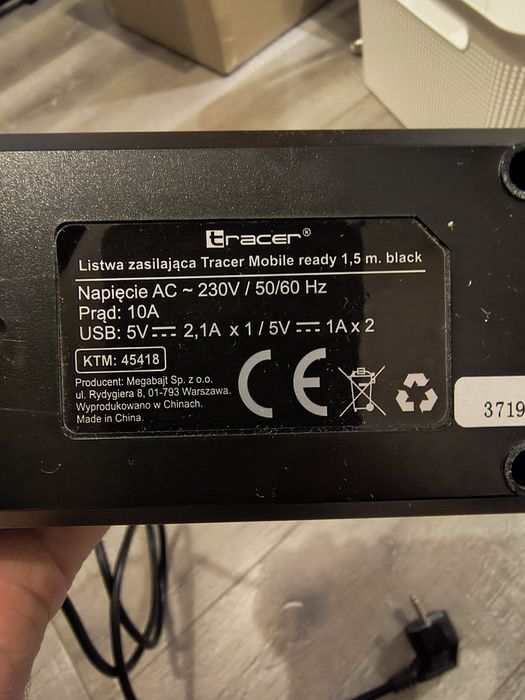 tracer®
Listwa zasilająca Tracer Mobile ready 1,5 m. black
Napięcie AC ~ 230V / 50/60 Hz
Prąd: 10A
USB: 5V⎓ 2,1A x 1 / 5V ⎓ 1A x 2
KTM: 45418
Producent: Megabajt Sp. z o.o.
ul. Rydygiera 8, 01-793 Warszawa.
Wyprodukowano w Chinach.
Made in China.
CE
3719